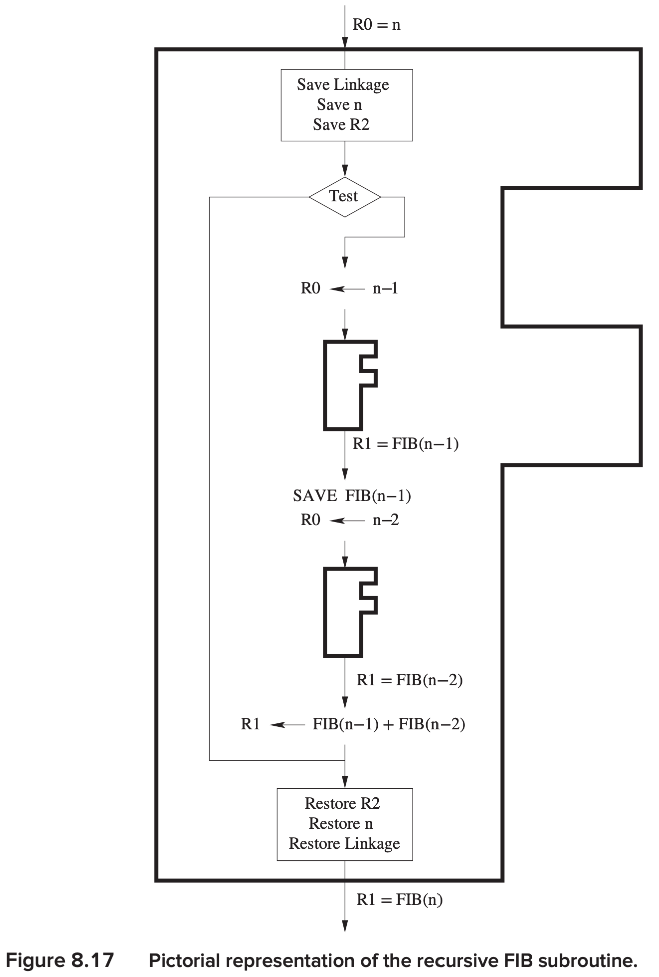 R0 = n
Save Linkage
Save n
Save R2
Test
R0 ← n−1
R1 = FIB(n−1)
SAVE FIB(n−1)
R0 ← n−2
R1 = FIB(n−2)
R1 ← FIB(n−1) + FIB(n−2)
Restore R2
Restore n
Restore Linkage
R1 = FIB(n)
Figure 8.17 Pictorial representation of the recursive FIB subroutine.